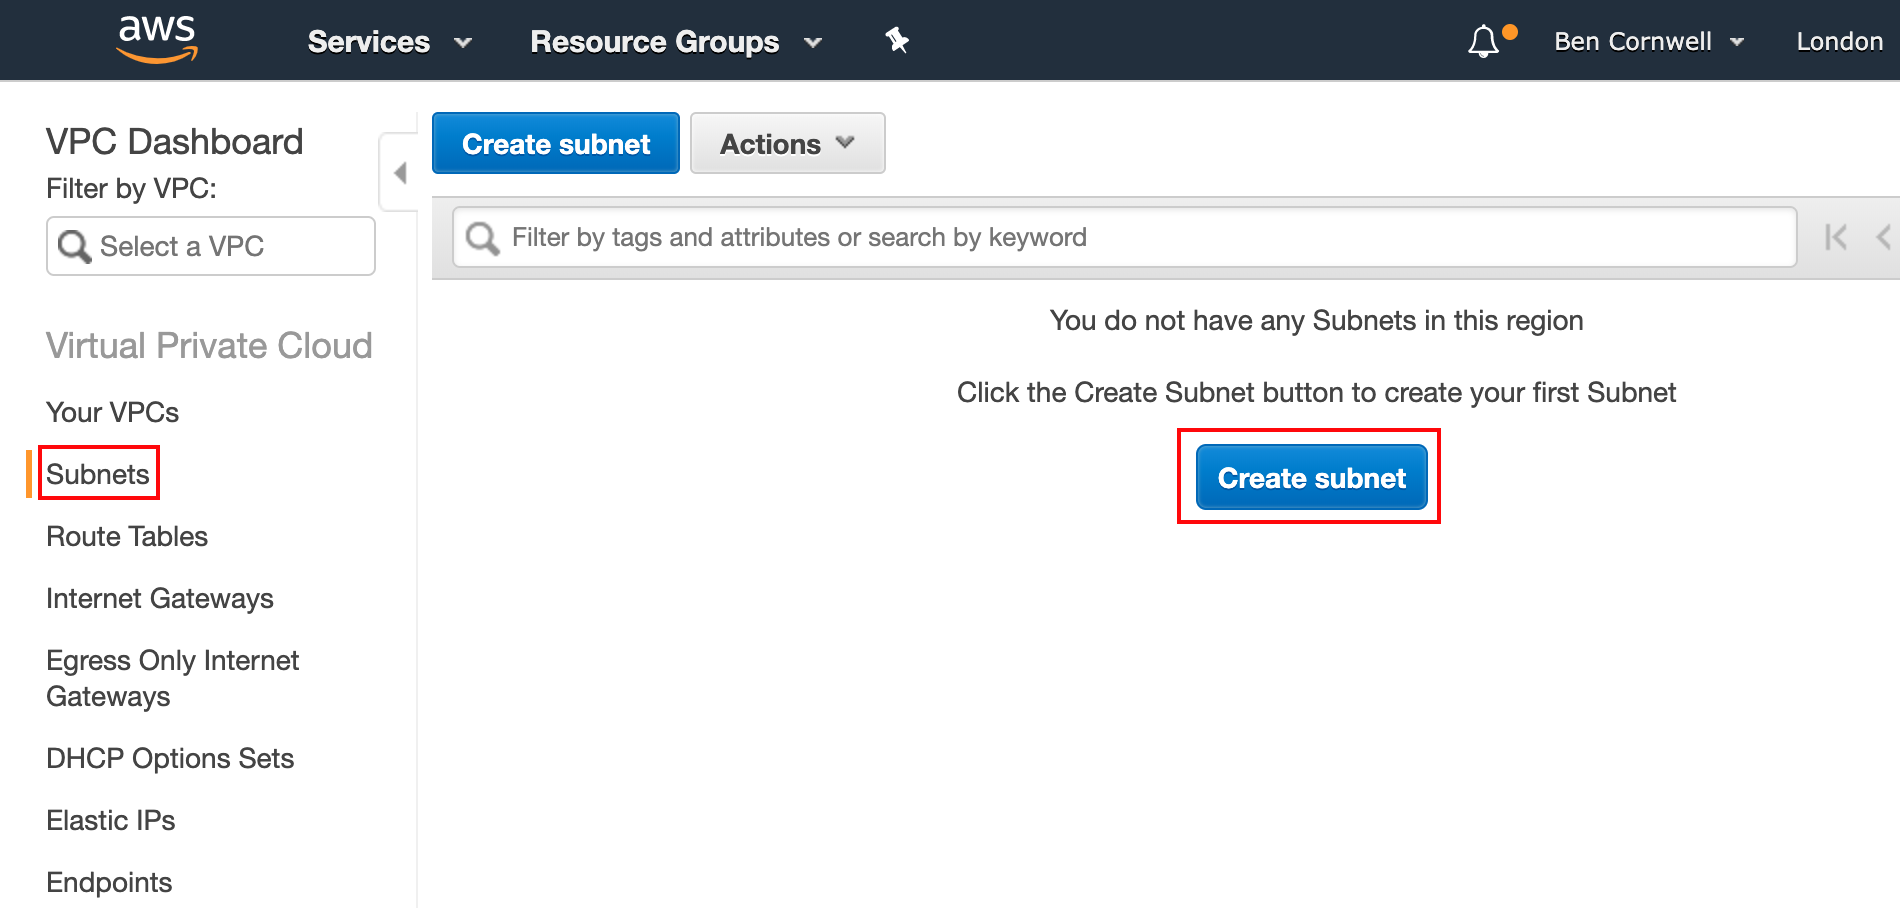 aws
Services
Resource Groups
Ben Cornwell
London
VPC Dashboard
Filter by VPC:
Select a VPC
Virtual Private Cloud
Your VPCs
Subnets
Route Tables
Internet Gateways
Egress Only Internet
Gateways
DHCP Options Sets
Elastic IPs
Endpoints
Create subnet
Actions
Filter by tags and attributes or search by keyword
You do not have any Subnets in this region
Click the Create Subnet button to create your first Subnet
Create subnet